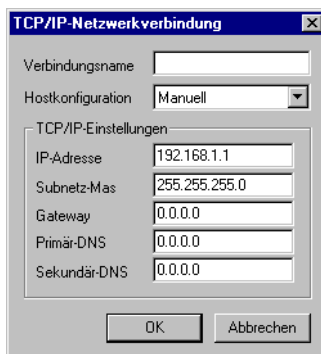 TCP/IP-Netzwerkverbindung
Verbindungsname
Hostkonfiguration Manuell
TCP/IP-Einstellungen
IP-Adresse 192.168.1.1
Subnetz-Mas 255.255.255.0
Gateway 0.0.0.0
Primär-DNS 0.0.0.0
Sekundär-DNS 0.0.0.0
OK Abbrechen